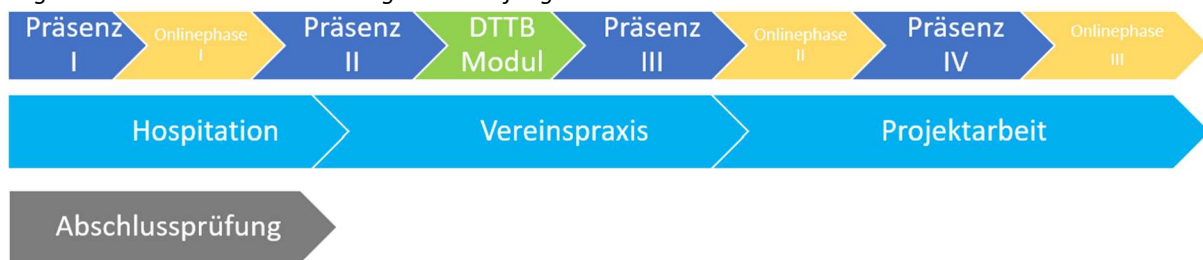 Präsenz
I
Onlinephase
I
Präsenz
II
DTTB
Modul
Präsenz
III
Onlinephase
II
Präsenz
IV
Onlinephase
III
Hospitation
Vereinspraxis
Projektarbeit
Abschlussprüfung